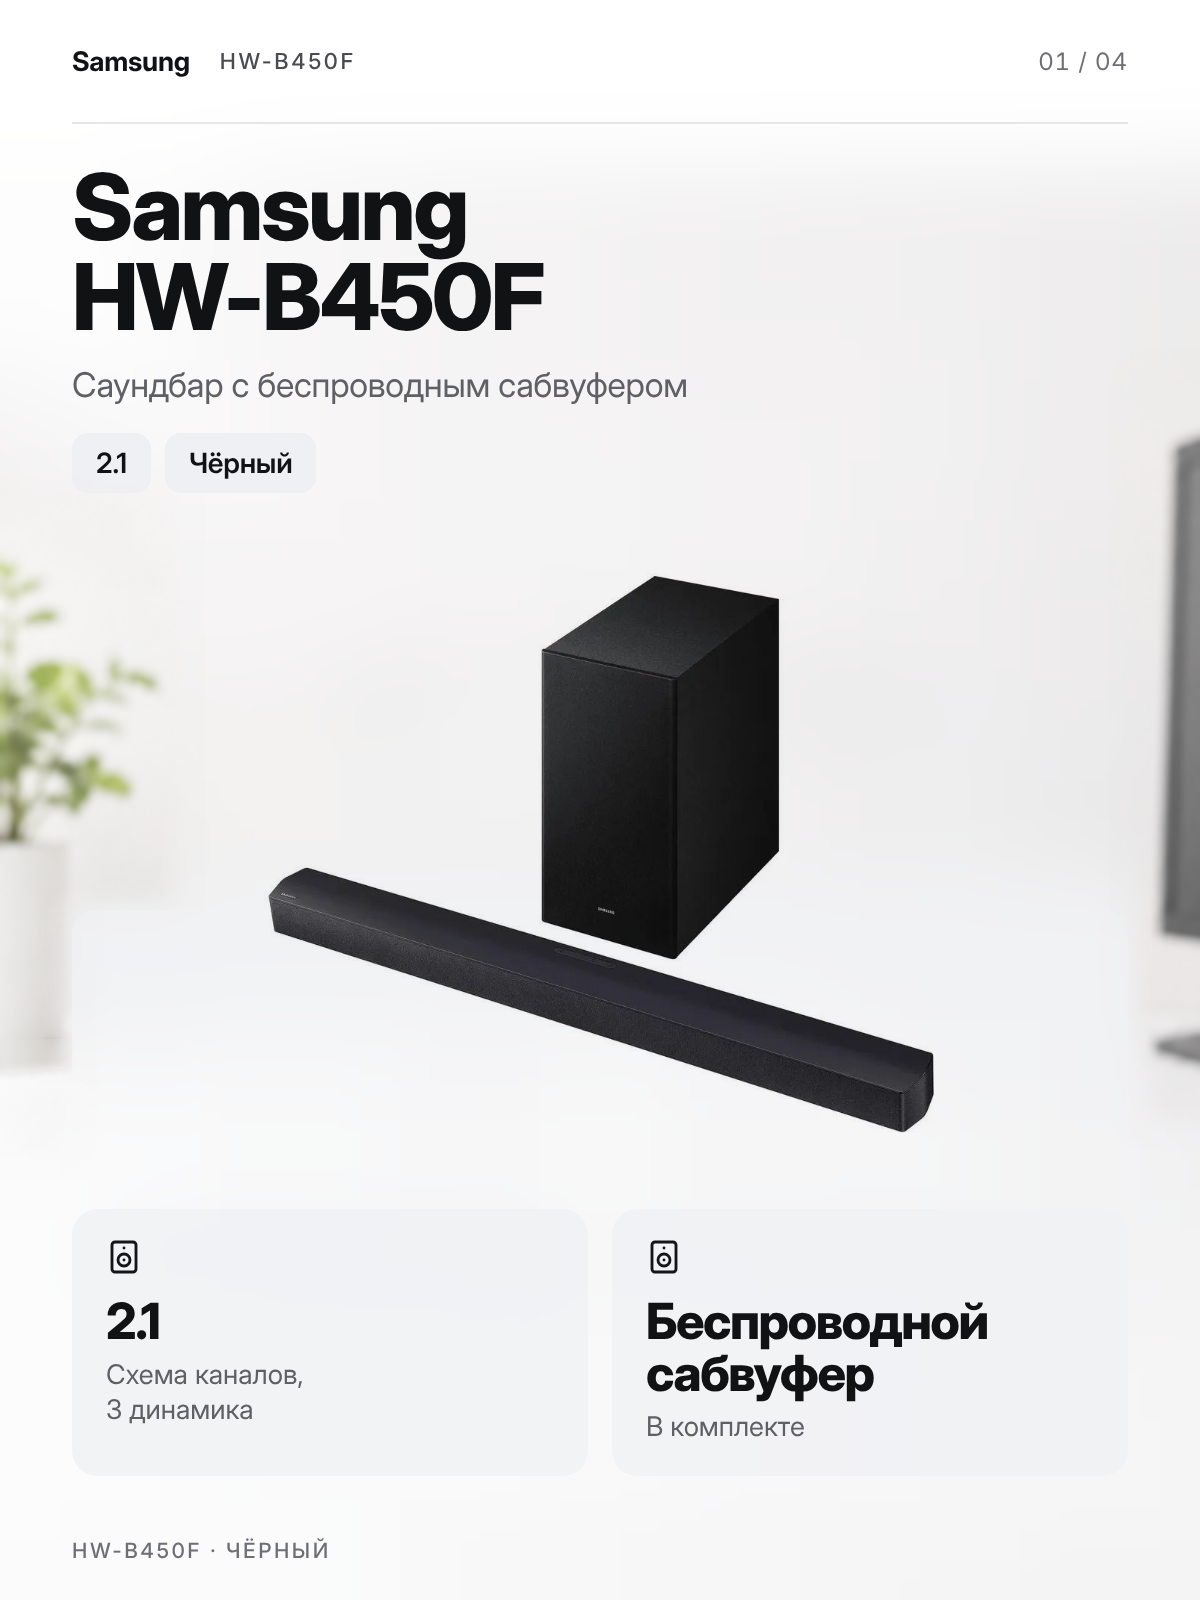 Samsung HW-B450F 01 / 04
Samsung
HW-B450F
Саундбар с беспроводным сабвуфером
2.1 Чёрный
SAMSUNG
2.1
Схема каналов,
3 динамика
Беспроводной
сабвуфер
В комплекте
HW-B450F · ЧЁРНЫЙ